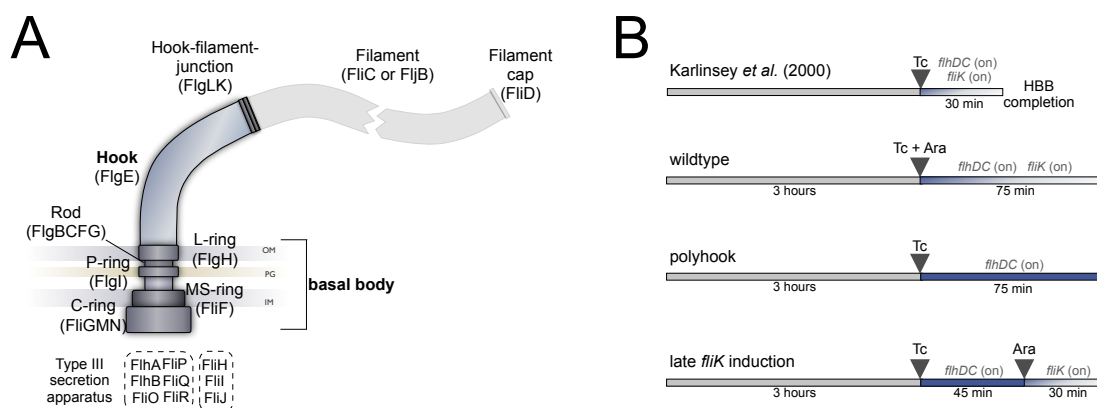 A
Hook-filament-
junction
(FlgLK)
Filament
(FliC or FljB)
Filament
cap
(FliD)
Hook
(FlgE)
Rod
(FlgBCFG)
L-ring
(FlgH)
OM
P-ring
(FlgI)
PG
basal body
MS-ring
(FliF)
IM
C-ring
(FliGMN)
Type III
secretion
apparatus
FlhA FliP
FlhB FliQ
FliO FliR
FliH
FliI
FliJ
B
Karlinsey et al. (2000)
Tc
flhDC (on)
fliK (on)
30 min
HBB
completion
wildtype
Tc + Ara
flhDC (on) fliK (on)
3 hours
75 min
polyhook
Tc
flhDC (on)
3 hours
75 min
late fliK induction
Tc
Ara
flhDC (on)
fliK (on)
3 hours
45 min
30 min